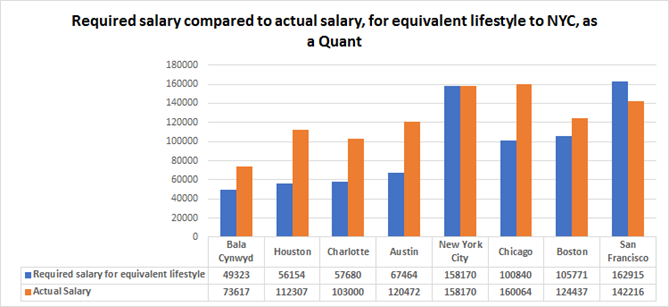 Required salary compared to actual salary, for equivalent lifestyle to NYC, as
a Quant
180000
160000
140000
120000
100000
80000
60000
40000
20000
0
Bala Cynwyd Houston Charlotte Austin New York City Chicago Boston San Francisco
Required salary for equivalent lifestyle 49323 56154 57680 67464 158170 100840 105771 162915
Actual Salary 73617 112307 103000 120472 158170 160064 124437 142216